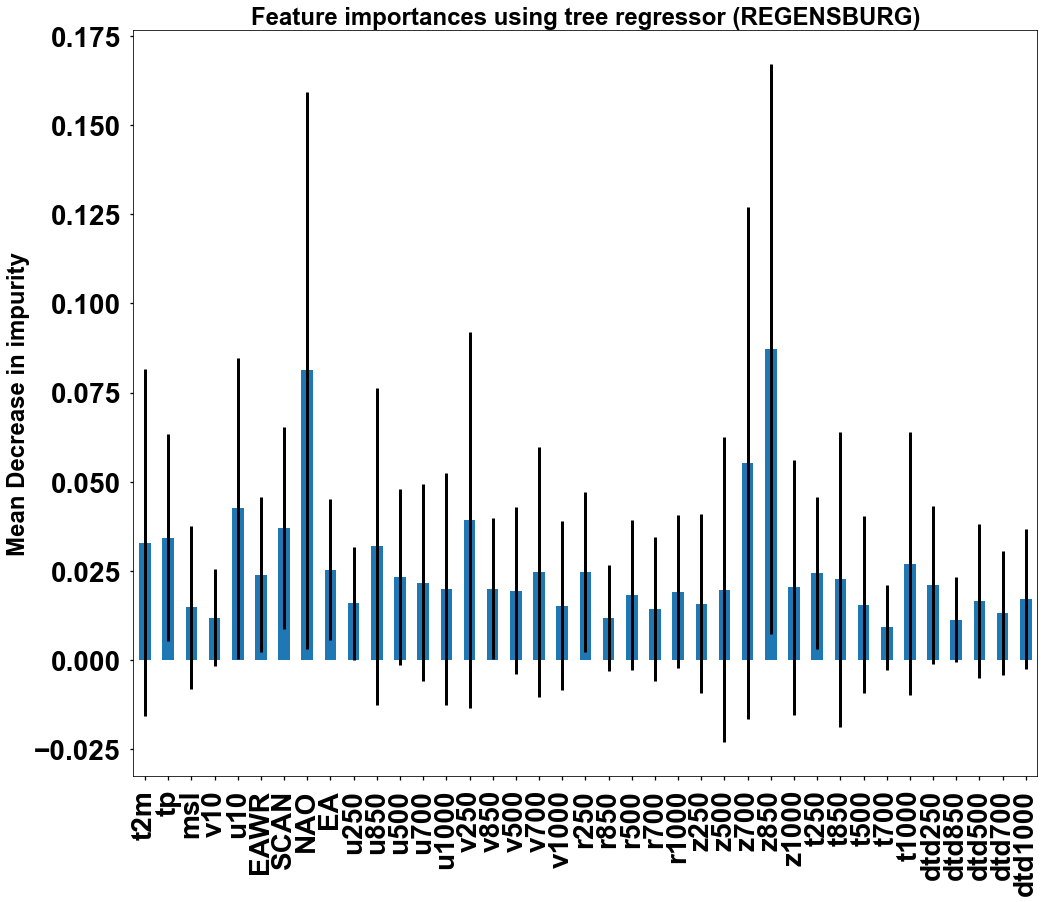 Feature importances using tree regressor (REGENSBURG)
Mean Decrease in impurity
0.175
0.150
0.125
0.100
0.075
0.050
0.025
0.000
−0.025
t2m
tp
msl
v10
u10
EAWR
SCAN
NAO
EA
u250
u850
u500
u700
u1000
v250
v850
v500
v700
v1000
r250
r850
r500
r700
r1000
z250
z500
z700
z850
z1000
t250
t850
t500
t700
t1000
dtd250
dtd850
dtd500
dtd700
dtd1000